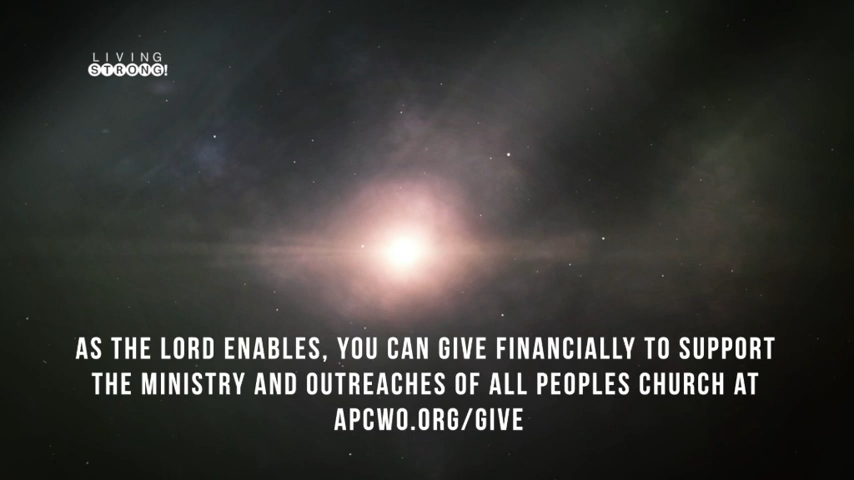 LIVING
STRONG!
AS THE LORD ENABLES, YOU CAN GIVE FINANCIALLY TO SUPPORT
THE MINISTRY AND OUTREACHES OF ALL PEOPLES CHURCH AT
APCWO.ORG/GIVE